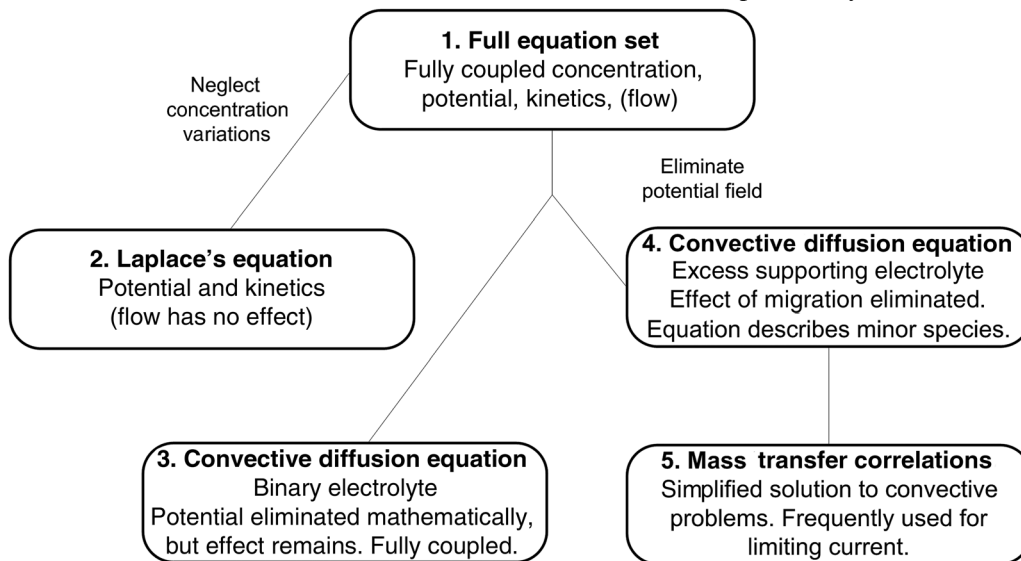 1. Full equation set
Fully coupled concentration,
potential, kinetics, (flow)
Neglect
concentration
variations
Eliminate
potential field
2. Laplace's equation
Potential and kinetics
(flow has no effect)
4. Convective diffusion equation
Excess supporting electrolyte
Effect of migration eliminated.
Equation describes minor species.
3. Convective diffusion equation
Binary electrolyte
Potential eliminated mathematically,
but effect remains. Fully coupled.
5. Mass transfer correlations
Simplified solution to convective
problems. Frequently used for
limiting current.